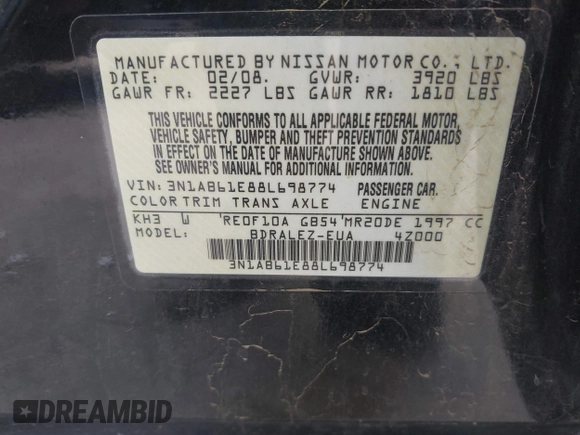 MANUFACTURED BY NISSAN MOTOR CO., LTD.
DATE: 02/08. GVWR: 3920 LBS
GAWR FR: 2227 LBS GAWR RR: 1810 LBS
THIS VEHICLE CONFORMS TO ALL APPLICABLE FEDERAL MOTOR
VEHICLE SAFETY, BUMPER AND THEFT PREVENTION STANDARDS
IN EFFECT ON THE DATE OF MANUFACTURE SHOWN ABOVE.
SEE OWNER'S MANUAL FOR ADDITIONAL INFORMATION.
VIN: 3N1AB61E88L698774 PASSENGER CAR.
COLOR TRIM TRANS AXLE ENGINE
KH3 W RE0F10A GB54 MR20DE 1997 CC
MODEL: BDRALEZ-EUA 4Z000
3N1AB61E88L698774
DREAMBID